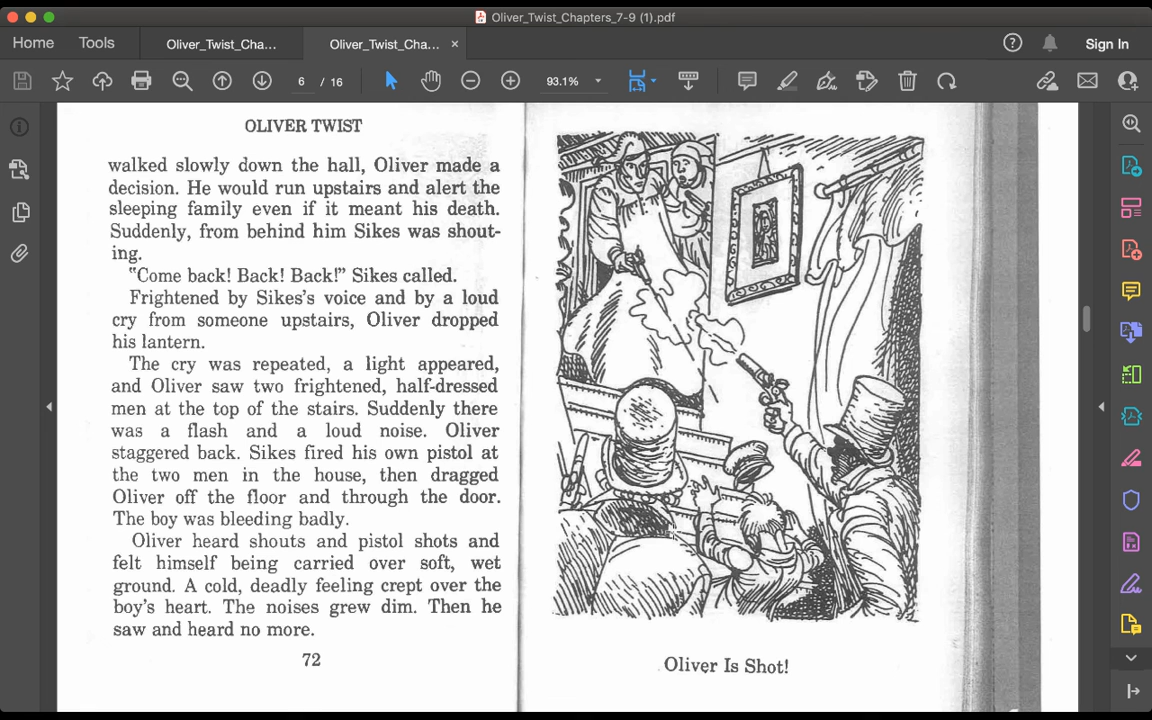 Oliver_Twist_Chapters_7-9 (1).pdf
Home Tools Oliver_Twist_Cha... Oliver_Twist_Cha... × Sign In
6 / 16 93.1%
OLIVER TWIST
walked slowly down the hall, Oliver made a
decision. He would run upstairs and alert the
sleeping family even if it meant his death.
Suddenly, from behind him Sikes was shout-
ing.
"Come back! Back! Back!" Sikes called.
Frightened by Sikes's voice and by a loud
cry from someone upstairs, Oliver dropped
his lantern.
The cry was repeated, a light appeared,
and Oliver saw two frightened, half-dressed
men at the top of the stairs. Suddenly there
was a flash and a loud noise. Oliver
staggered back. Sikes fired his own pistol at
the two men in the house, then dragged
Oliver off the floor and through the door.
The boy was bleeding badly.
Oliver heard shouts and pistol shots and
felt himself being carried over soft, wet
ground. A cold, deadly feeling crept over the
boy's heart. The noises grew dim. Then he
saw and heard no more.
72
Oliver Is Shot!